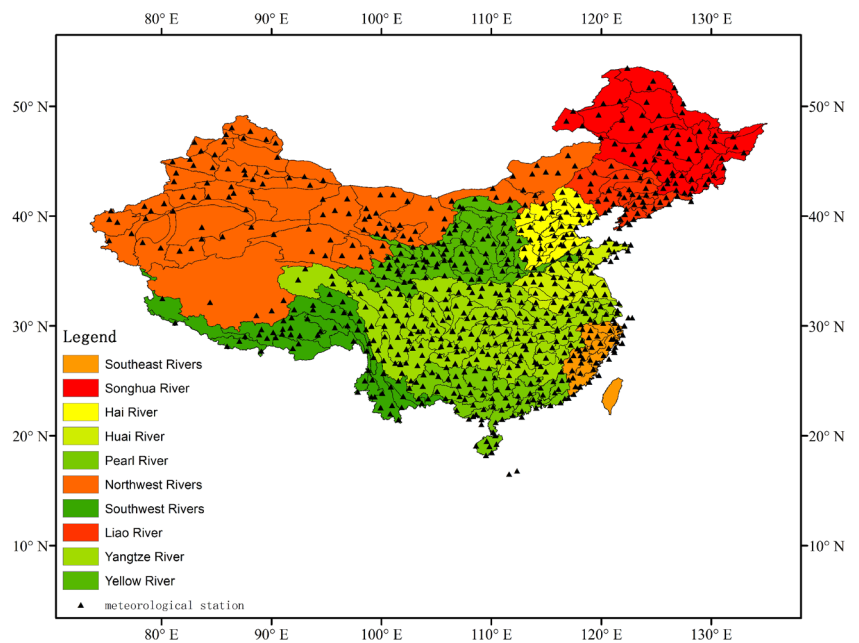 80° E 90° E 100° E 110° E 120° E 130° E
50° N 50° N
40° N 40° N
30° N 30° N
Legend
Southeast Rivers
Songhua River
Hai River
Huai River
20° N 20° N
Pearl River
Northwest Rivers
Southwest Rivers
Liao River
10° N 10° N
Yangtze River
Yellow River
meteorological station
80° E 90° E 100° E 110° E 120° E 130° E